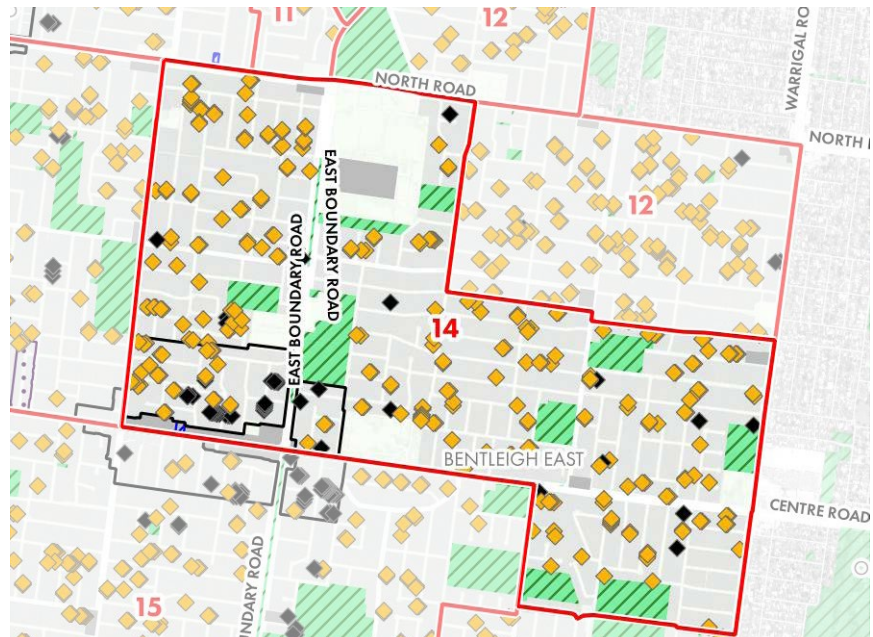 11
12
WARRIGAL RO
NORTH ROAD
NORTH
EAST BOUNDARY ROAD
EAST BOUNDARY ROAD
EAST BOUNDARY ROAD
12
14
BENTLEIGH EAST
CENTRE ROAD
NDARY ROAD
15